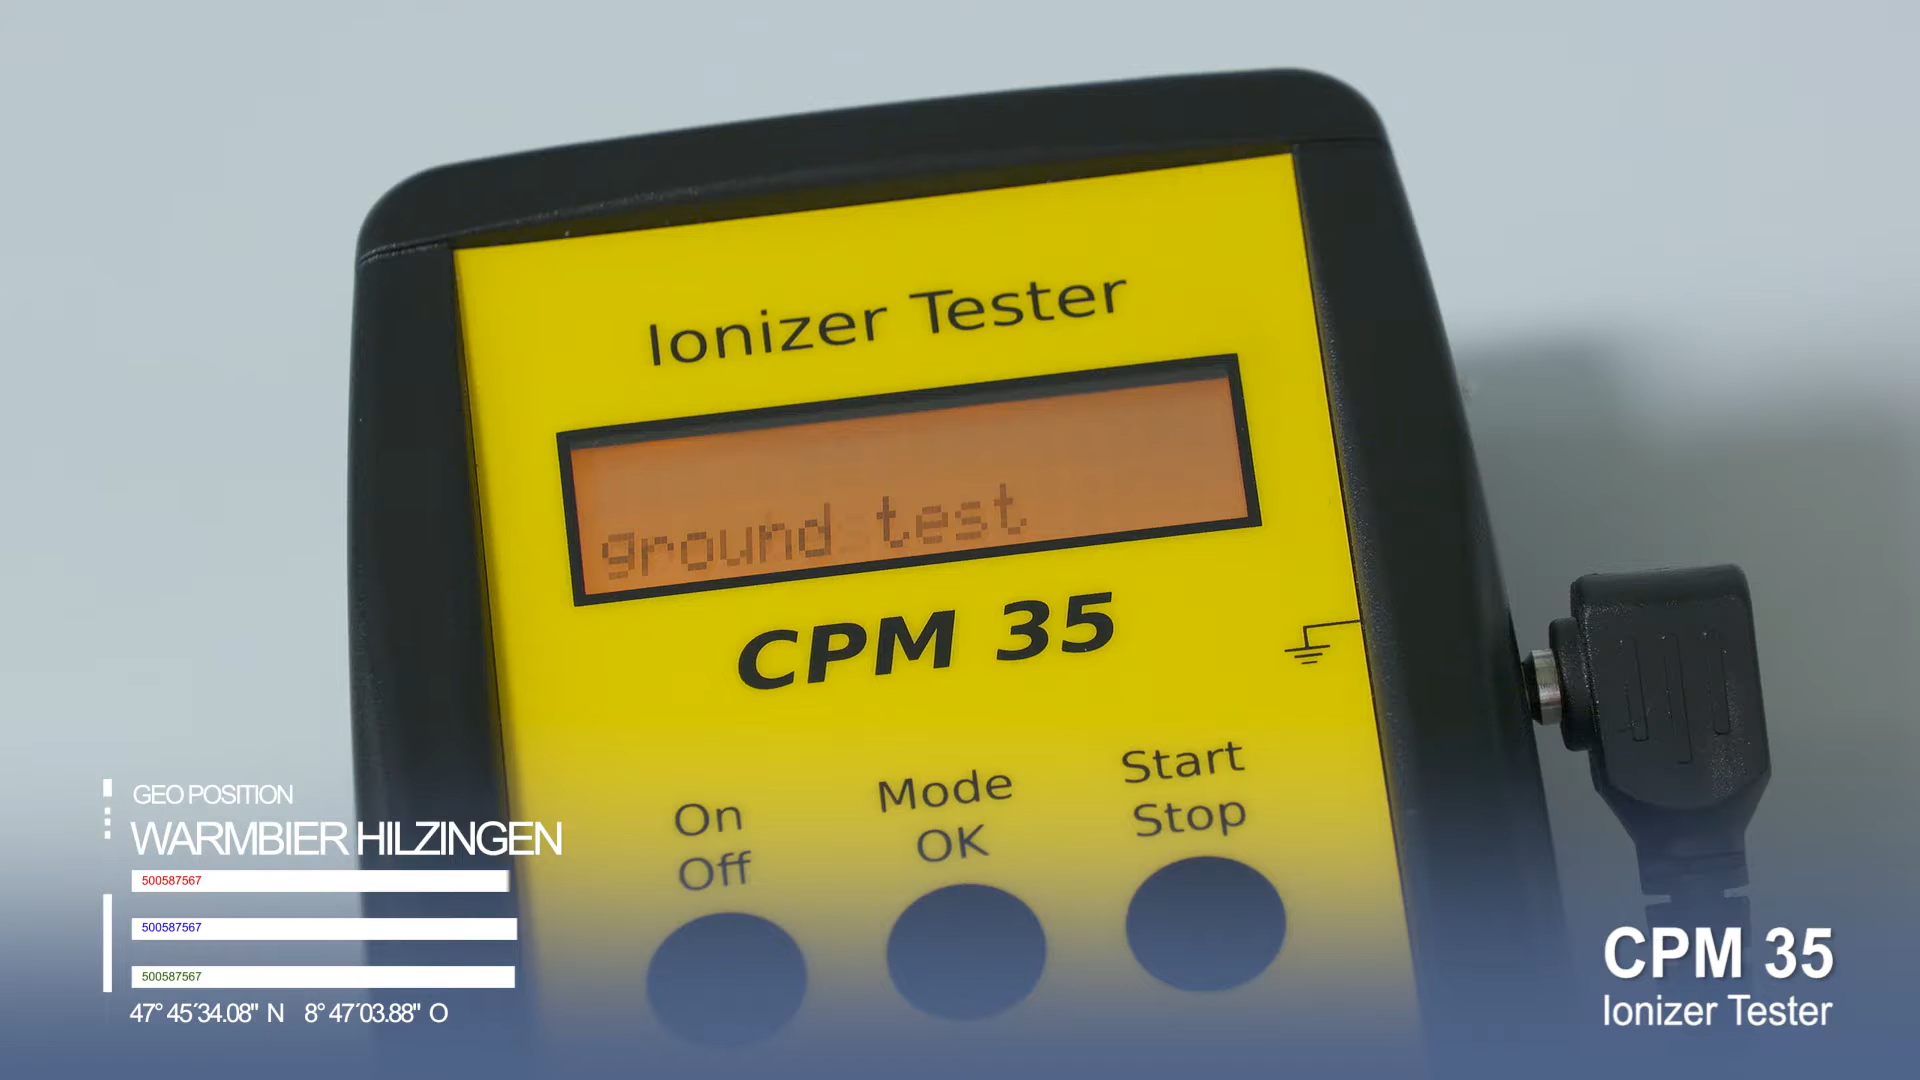 Ionizer Tester
ground test
CPM 35
On
Off
Mode
OK
Start
Stop
GEO POSITION
WARMBIER HILZINGEN
500587567
500587567
500587567
47° 45´34.08" N 8° 47´03.88" O
CPM 35
Ionizer Tester